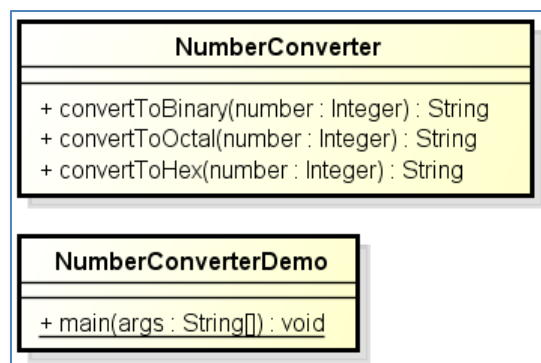 NumberConverter
+ convertToBinary(number : Integer) : String
+ convertToOctal(number : Integer) : String
+ convertToHex(number : Integer) : String
NumberConverterDemo
+ main(args : String[]) : void